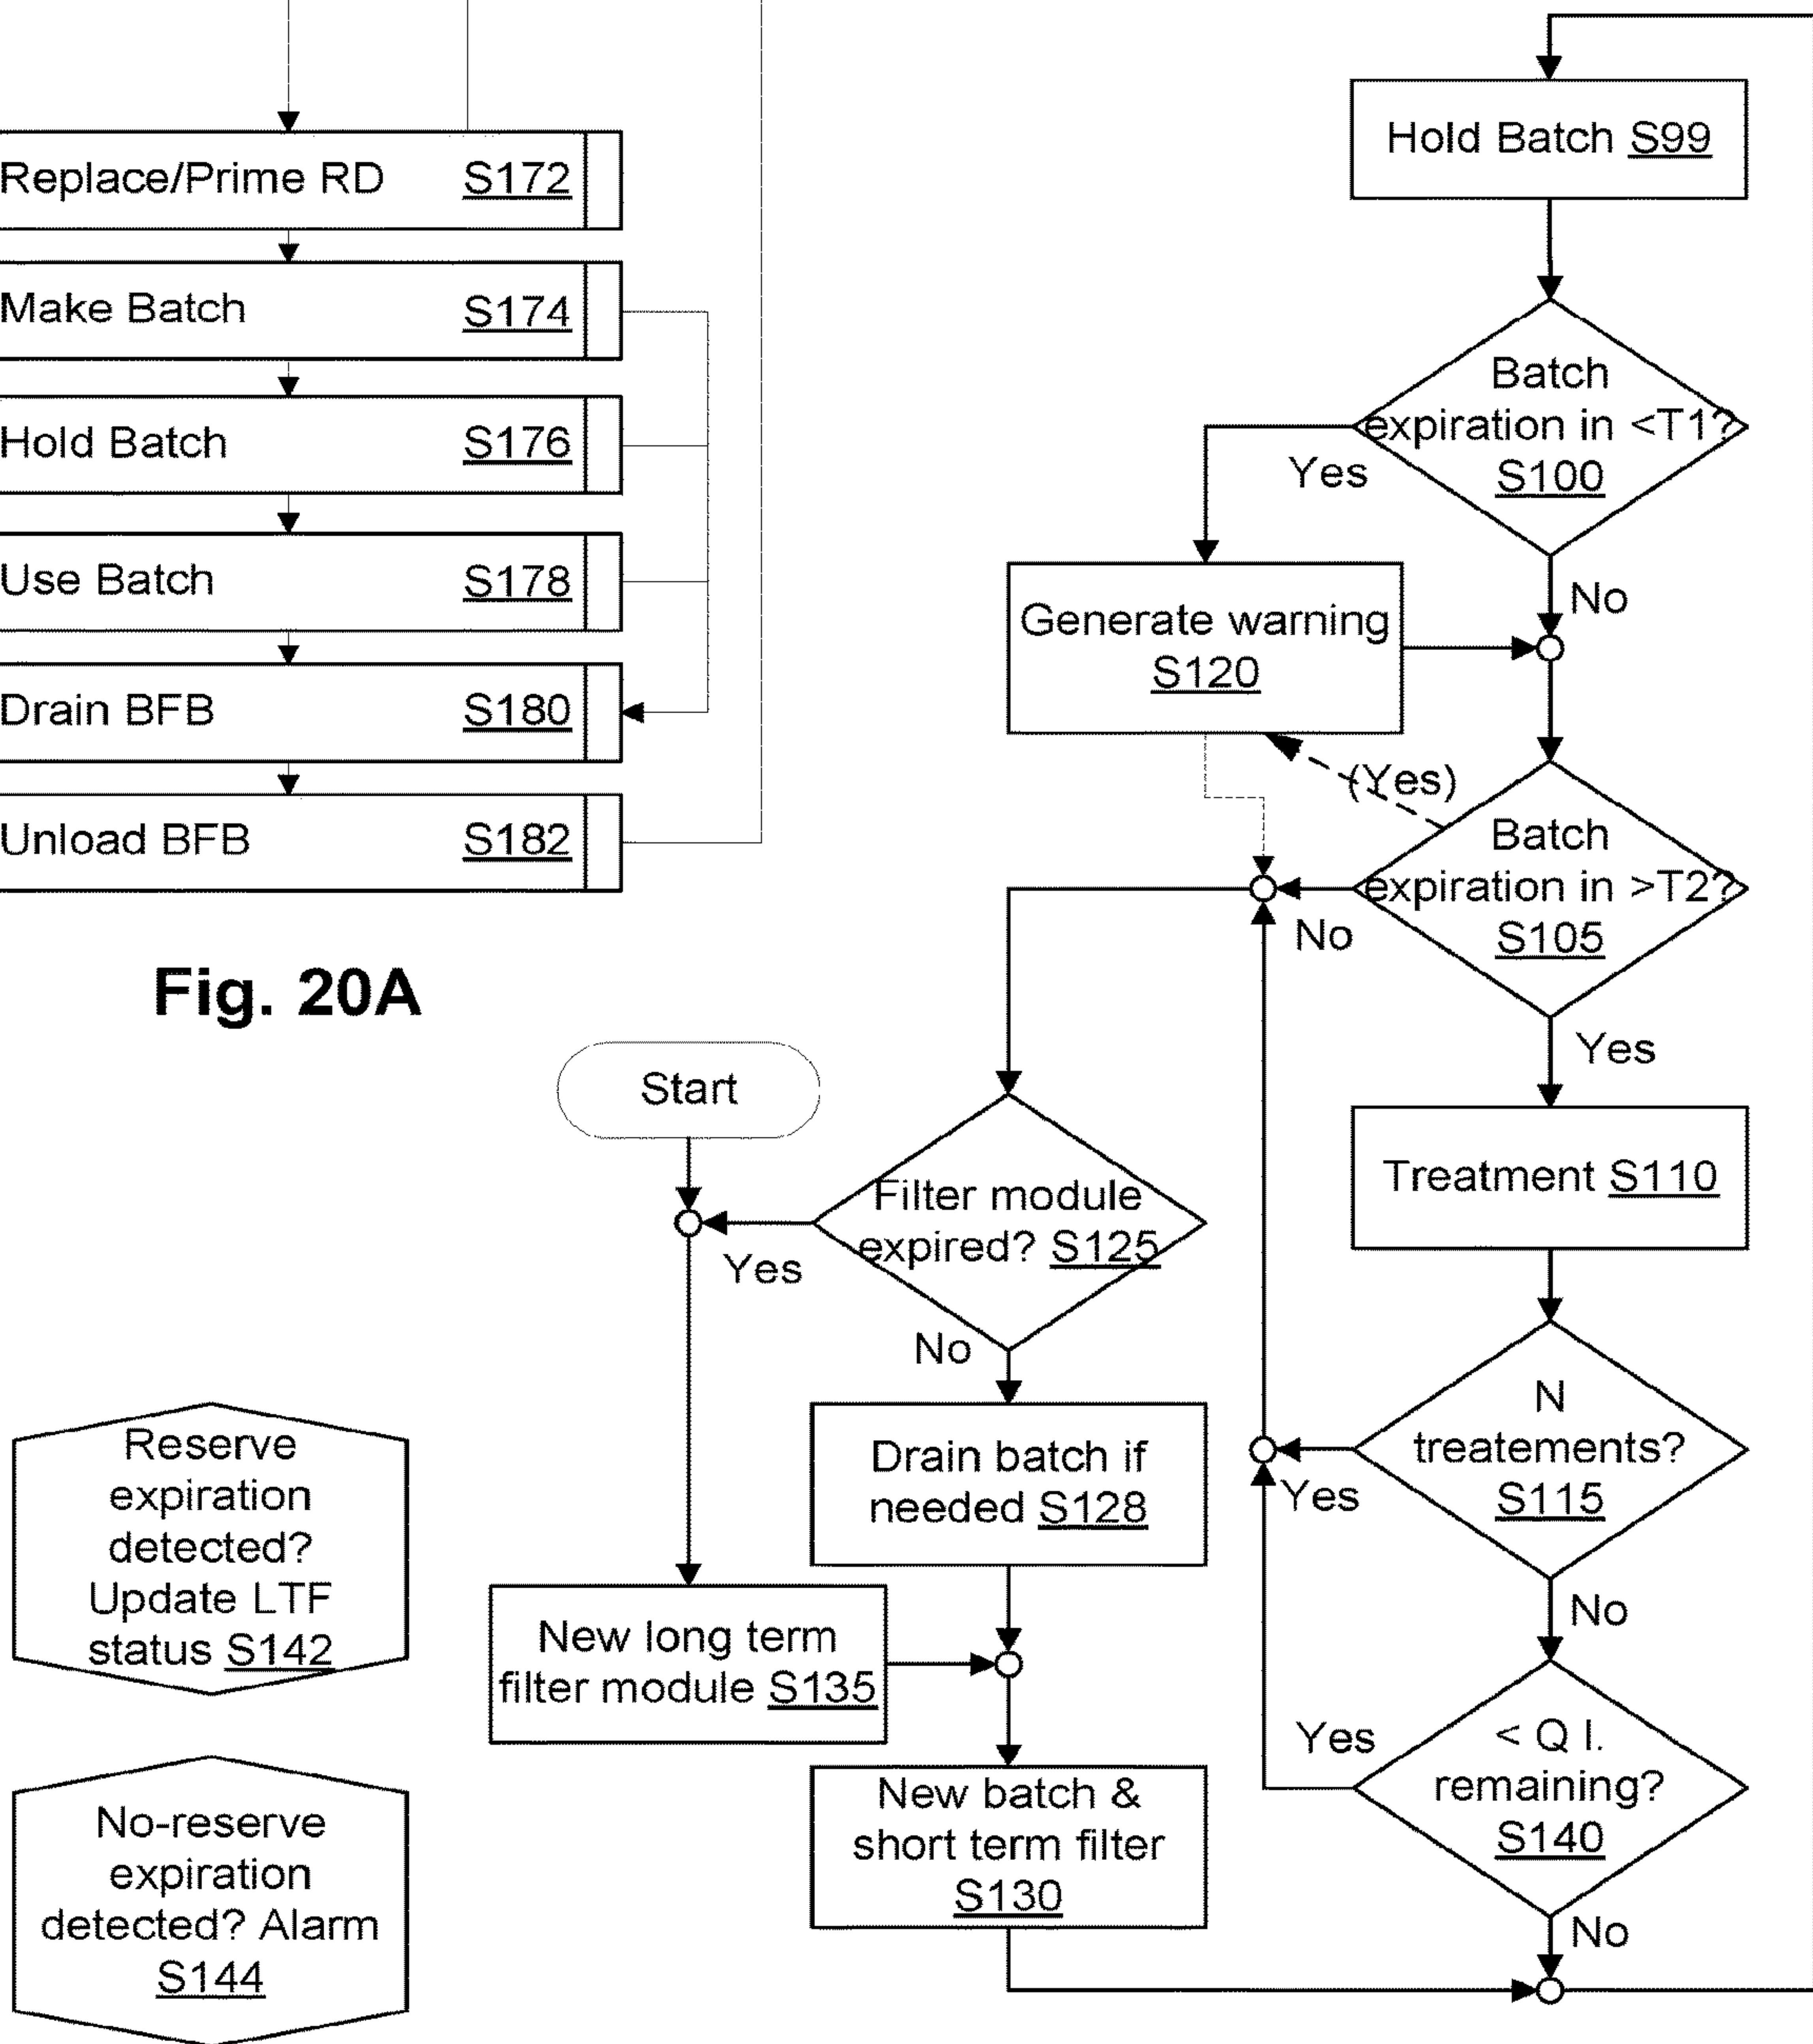 Replace/Prime RD S172
Make Batch S174
Hold Batch S176
Use Batch S178
Drain BFB S180
Unload BFB S182
Fig. 20A
Hold Batch S99
Batch
expiration in <T1?
S100
Yes
No
Generate warning
S120
(Yes)
Batch
expiration in >T2?
S105
No
Yes
Start
Filter module
expired? S125
Yes
No
Treatment S110
N
treatements?
S115
Yes
No
Drain batch if
needed S128
New long term
filter module S135
< Q l.
remaining?
S140
Yes
No
New batch &
short term filter
S130
Reserve
expiration
detected?
Update LTF
status S142
No-reserve
expiration
detected? Alarm
S144